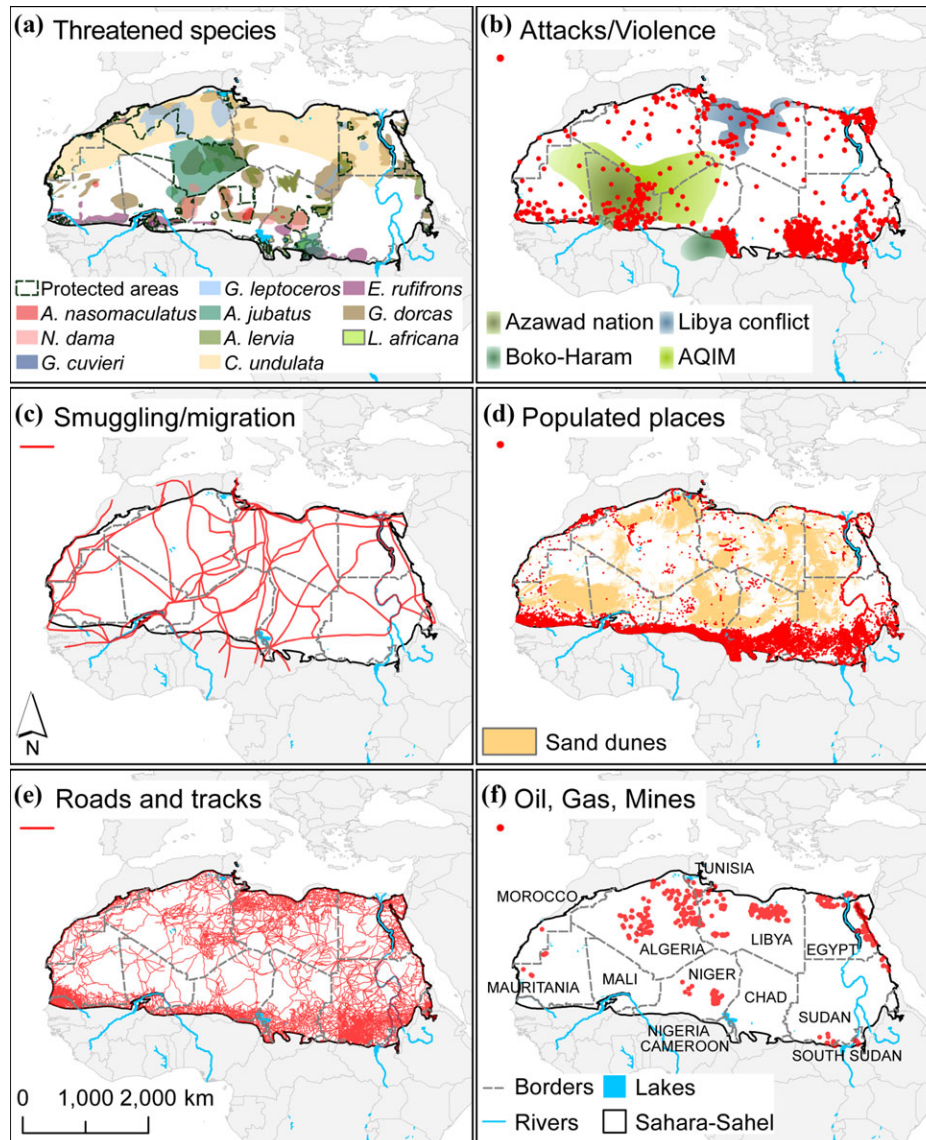 (a) Threatened species
Protected areas
A. nasomaculatus
N. dama
G. cuvieri
G. leptoceros
A. jubatus
A. lervia
C. undulata
E. rufifrons
G. dorcas
L. africana
(b) Attacks/Violence
Azawad nation
Libya conflict
Boko-Haram
AQIM
(c) Smuggling/migration
N
(d) Populated places
Sand dunes
(e) Roads and tracks
0 1,000 2,000 km
(f) Oil, Gas, Mines
TUNISIA
MOROCCO
ALGERIA
LIBYA
EGYPT
MAURITANIA
MALI
NIGER
CHAD
SUDAN
NIGERIA
CAMEROON
SOUTH SUDAN
Borders
Lakes
Rivers
Sahara-Sahel